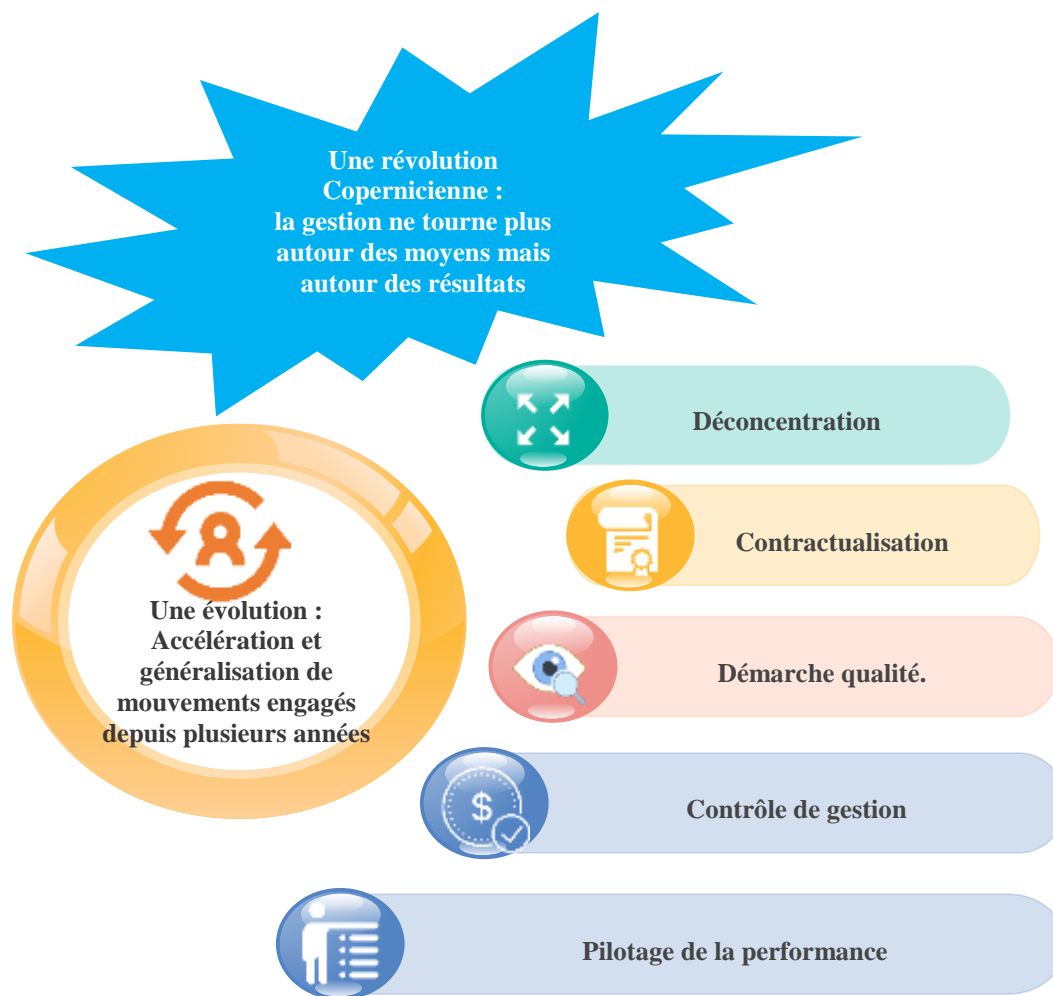 Une révolution
Copernicienne :
la gestion ne tourne plus
autour des moyens mais
autour des résultats
Déconcentration
Contractualisation
Une évolution :
Accélération et
généralisation de
mouvements engagés
depuis plusieurs années
Démarche qualité.
$
Contrôle de gestion
Pilotage de la performance